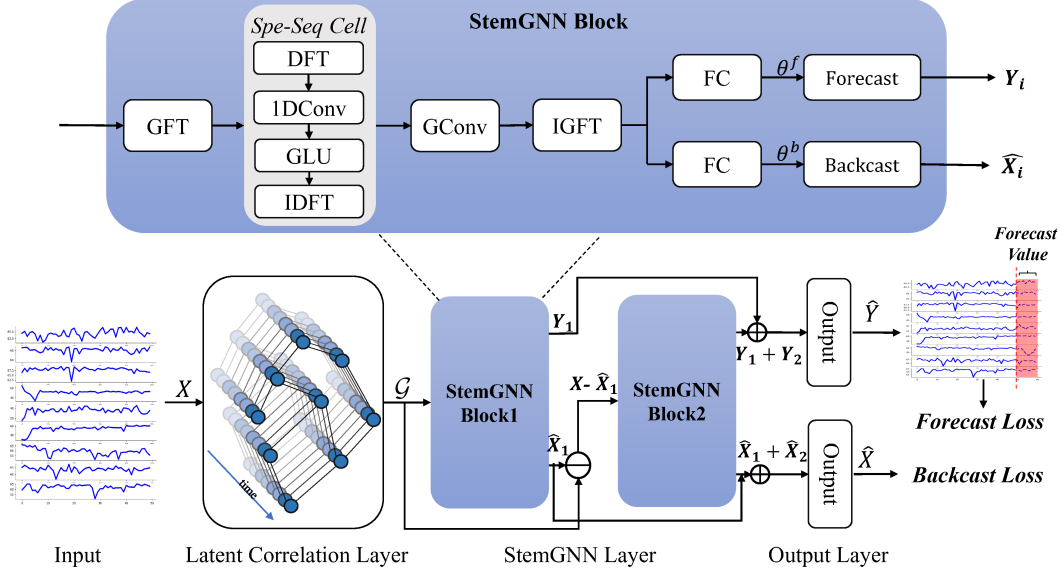 StemGNN Block
Spe-Seq Cell
DFT
1DConv
GLU
IDFT
GFT
GConv
IGFT
FC
θ^f
Forecast
Y_i
FC
θ^b
Backcast
\widehat{X}_i
Forecast
Value
X
time
𝒢
StemGNN
Block1
Y_1
X̂_1
X- X̂_1
StemGNN
Block2
Y_1 + Y_2
X̂_1 + X̂_2
Output
Ŷ
Output
X̂
Forecast Loss
Backcast Loss
Input
Latent Correlation Layer
StemGNN Layer
Output Layer